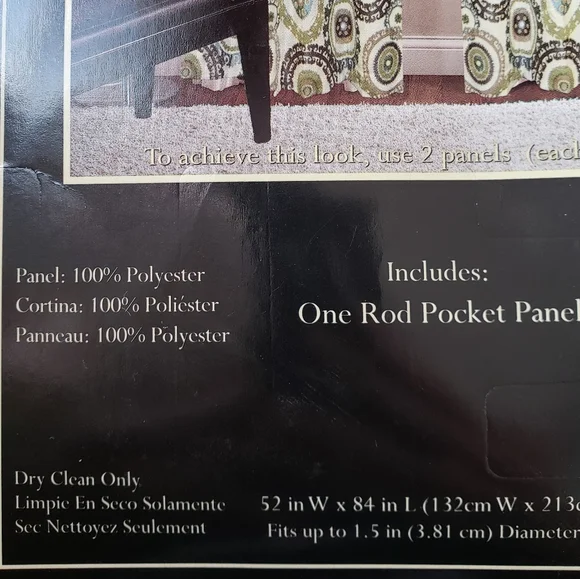 To achieve this look, use 2 panels (each
Panel: 100% Polyester
Cortina: 100% Poliéster
Panneau: 100% Polyester
Includes:
One Rod Pocket Panel
Dry Clean Only
Limpie En Seco Solamente
Sec Nettoyez Seulement
52 in W x 84 in L (132cm W x 213c
Fits up to 1.5 in (3.81 cm) Diameter